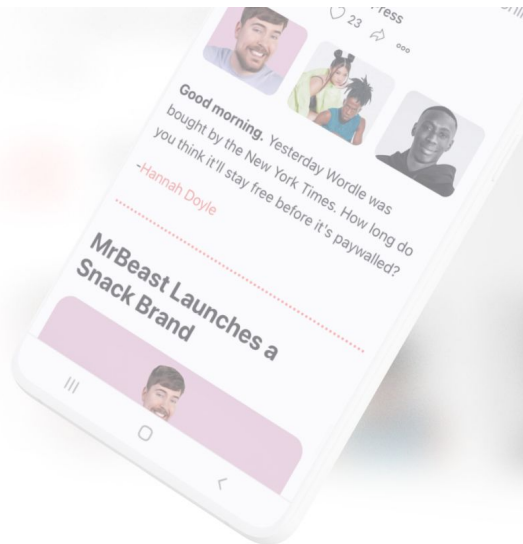 23
Good morning. Yesterday Wordle was
bought by the New York Times. How long do
you think it'll stay free before it's paywalled?
-Hannah Doyle
MrBeast Launches a
Snack Brand